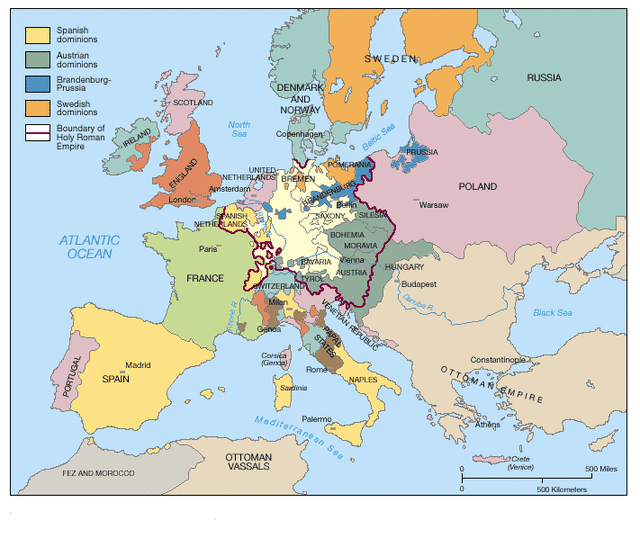 Spanish
dominions
Austrian
dominions
Brandenburg-
Prussia
Swedish
dominions
Boundary of
Holy Roman
Empire
SWEDEN
RUSSIA
DENMARK
AND
NORWAY
SCOTLAND
North
Sea
Copenhagen
Baltic Sea
IRELAND
PRUSSIA
ENGLAND
UNITED
NETHERLANDS
BREMEN
POMERANIA
POLAND
Amsterdam
BRANDENBURG
Berlin
London
Warsaw
SPANISH
NETHERLANDS
SAXONY
SILESIA
ATLANTIC
OCEAN
BOHEMIA
MORAVIA
Paris
BAVARIA
Vienna
HUNGARY
FRANCE
SWITZERLAND
TYROL
AUSTRIA
Budapest
Danube R.
Black Sea
Milan
VENETIAN REPUBLIC
Rhône R.
Genoa
PAPAL
STATES
Corsica
(Genoa)
Constantinople
Rome
PORTUGAL
Madrid
SPAIN
Sardinia
NAPLES
OTTOMAN EMPIRE
Palermo
Athens
Mediterranean Sea
OTTOMAN
VASSALS
FEZ AND MOROCCO
Crete
(Venice)
0
500 Miles
0
500 Kilometers